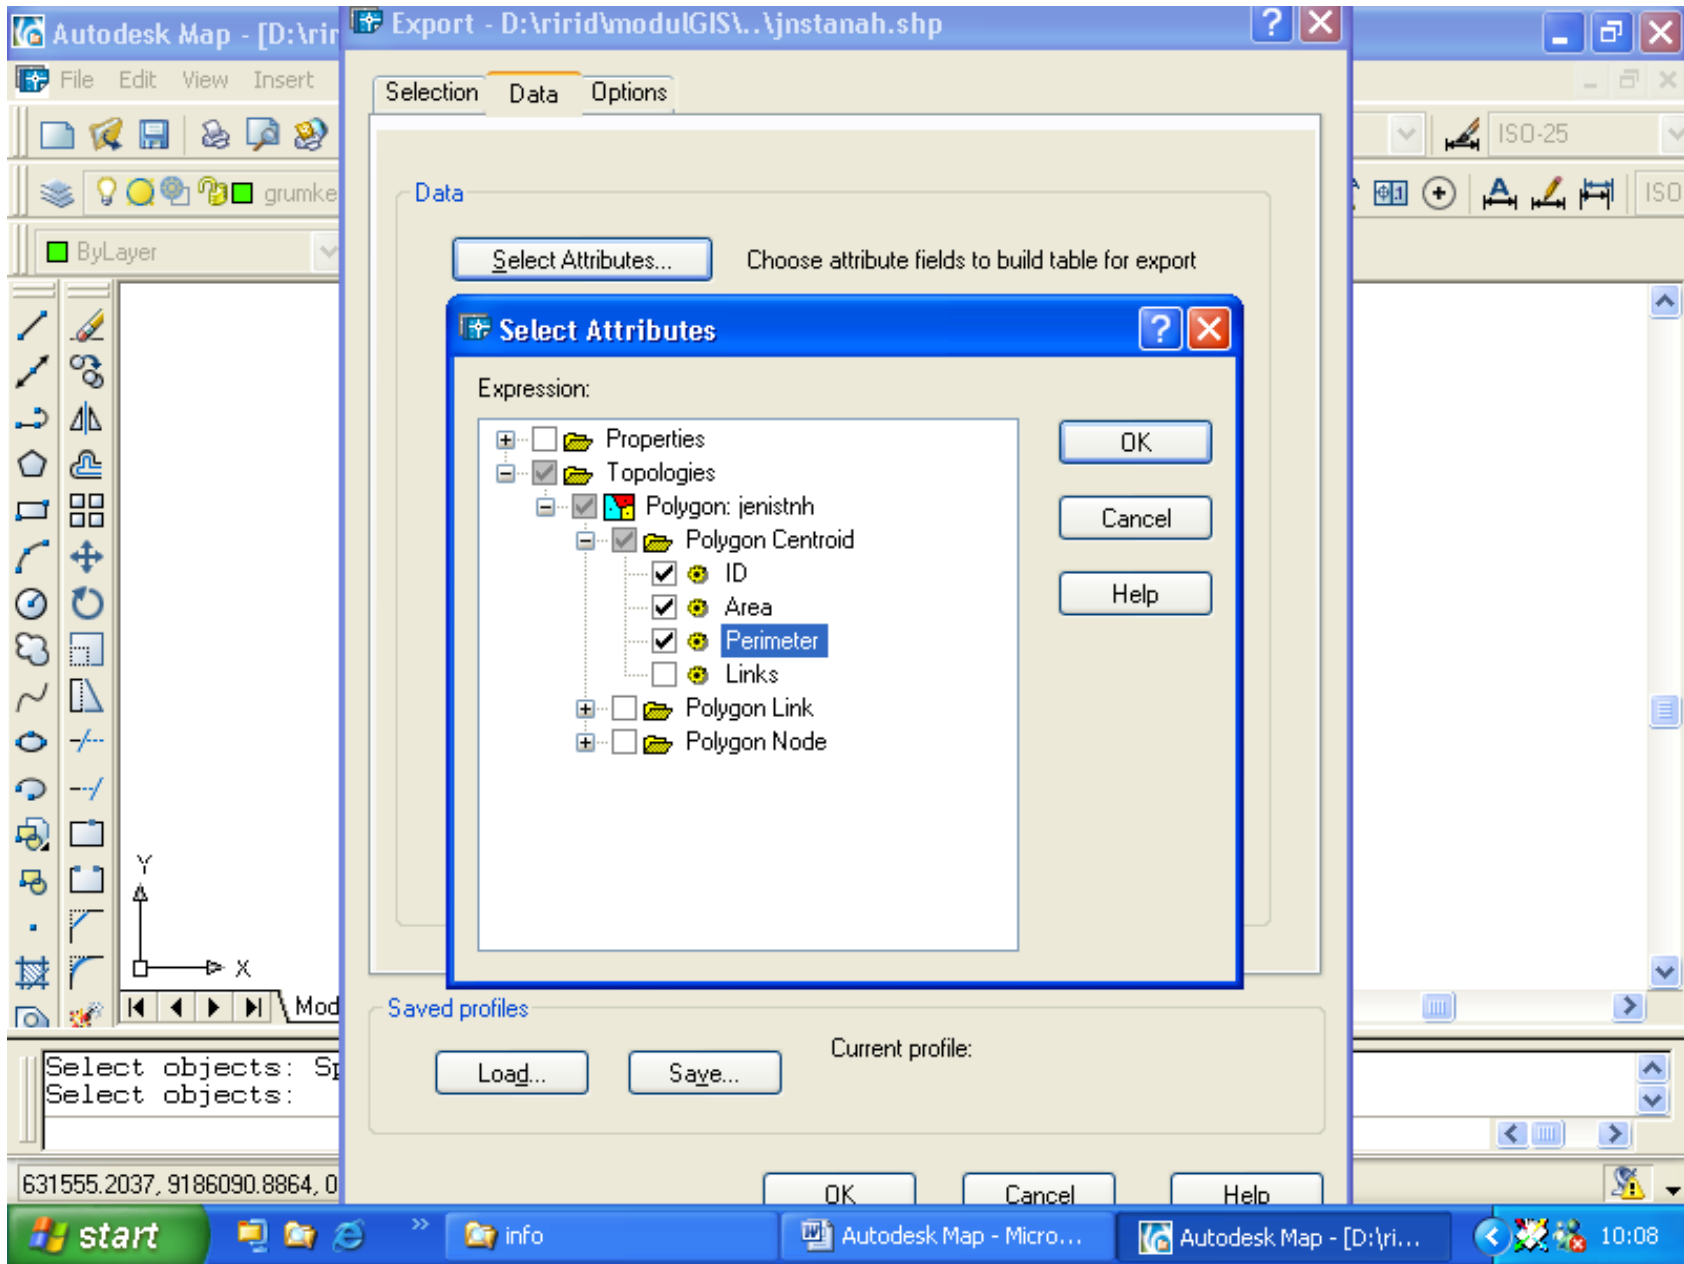 Autodesk Map - [D:\rir
Export - D:\ririd\modulGIS\..\jnstanah.shp
File Edit View Insert
Selection Data Options
ISO-25
grumke
ISO
ByLayer
Data
Select Attributes...
Choose attribute fields to build table for export
Select Attributes
Expression:
Properties
Topologies
Polygon: jenistnh
Polygon Centroid
ID
Area
Perimeter
Links
Polygon Link
Polygon Node
OK
Cancel
Help
Y
X
Mod
Saved profiles
Load...
Save...
Current profile:
Select objects: Sp
Select objects:
631555.2037, 9186090.8864, 0
OK
Cancel
Help
start
info
Autodesk Map - Micro...
Autodesk Map - [D:\ri...
10:08